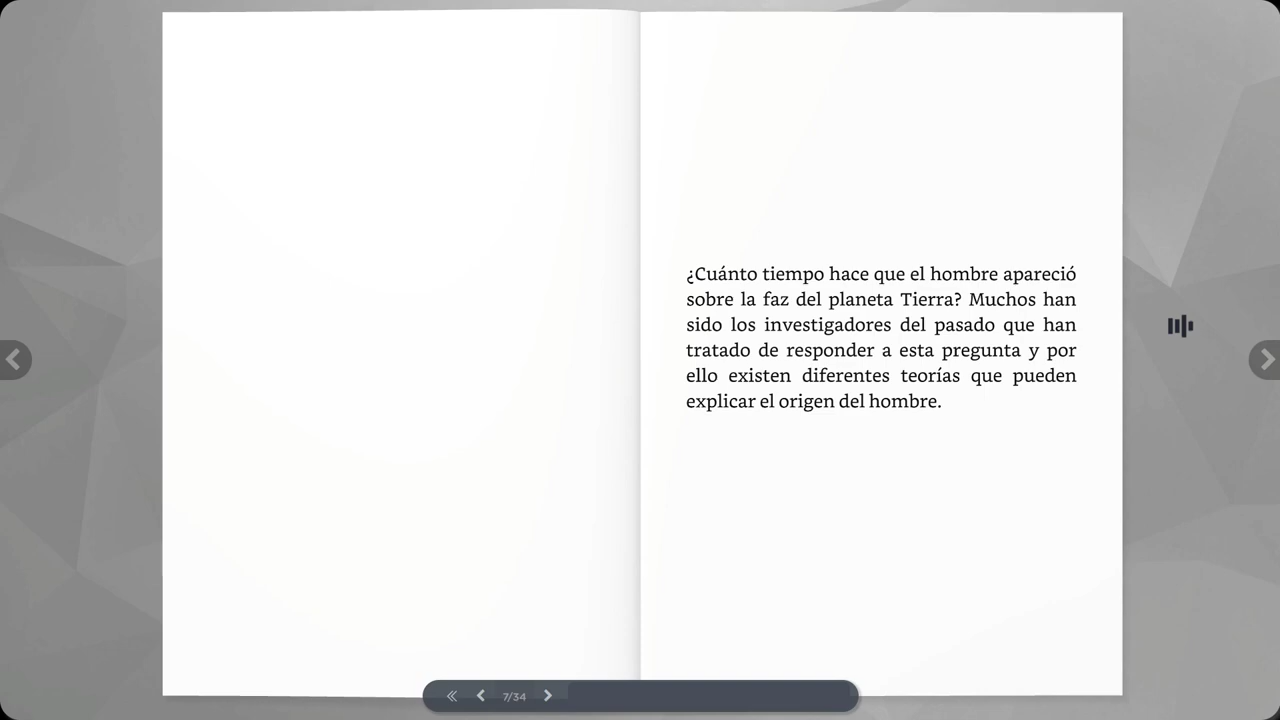 ¿Cuánto tiempo hace que el hombre apareció
sobre la faz del planeta Tierra? Muchos han
sido los investigadores del pasado que han
tratado de responder a esta pregunta y por
ello existen diferentes teorías que pueden
explicar el origen del hombre.
7/34